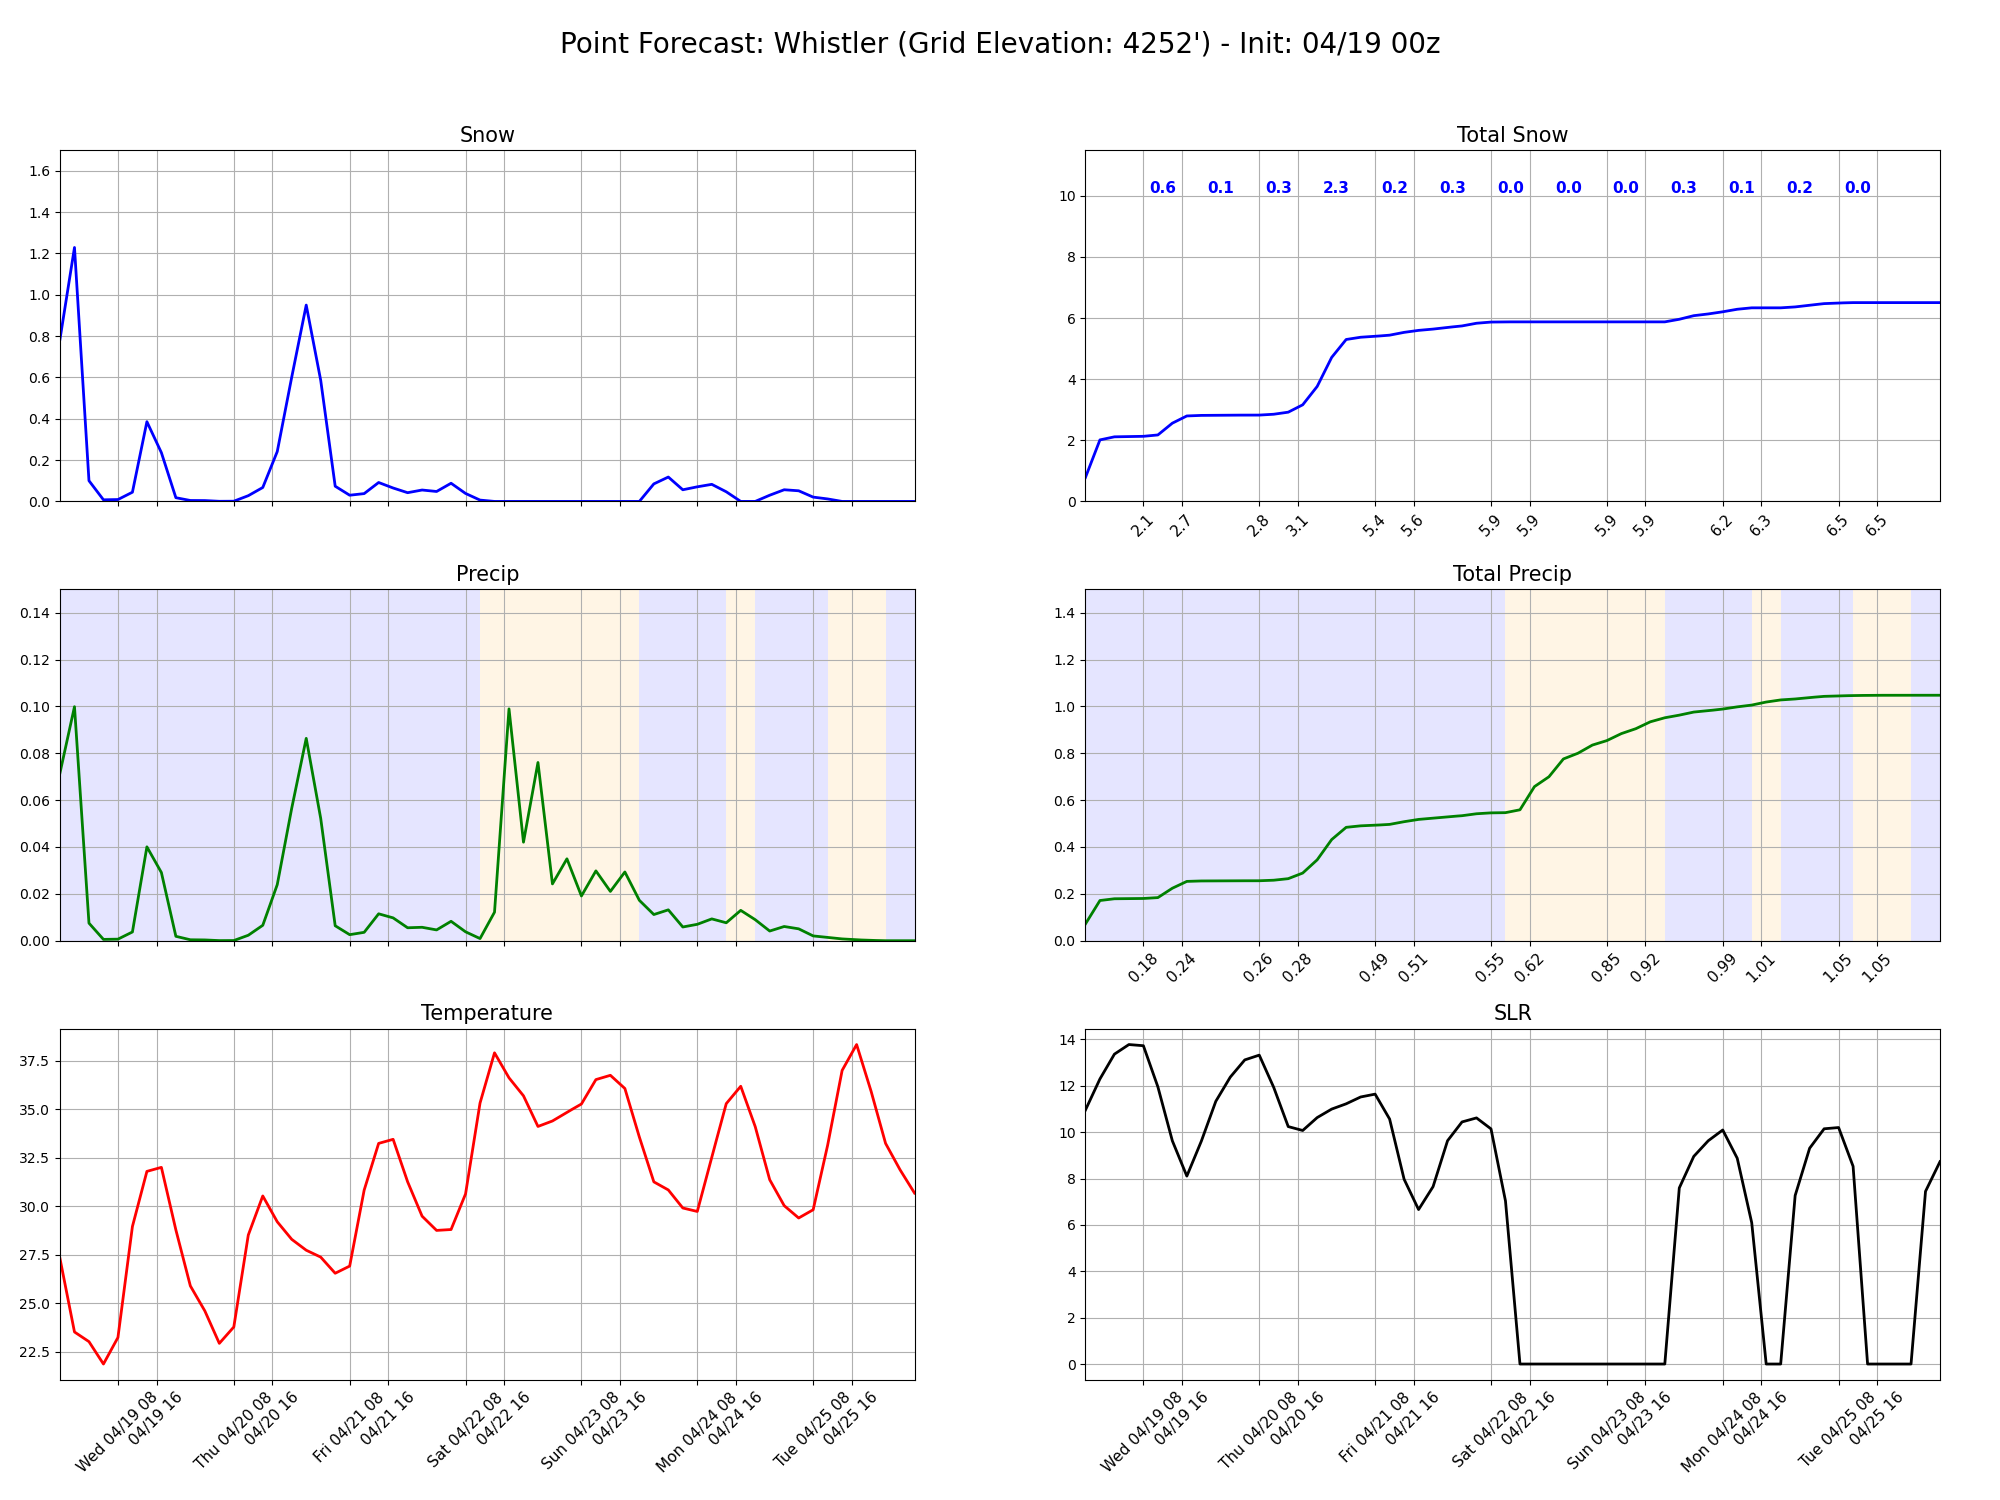 Point Forecast: Whistler (Grid Elevation: 4252') - Init: 04/19 00z
Snow
1.6
1.4
1.2
1.0
0.8
0.6
0.4
0.2
0.0
Total Snow
0.6 0.1 0.3 2.3 0.2 0.3 0.0 0.0 0.0 0.3 0.1 0.2 0.0
10
8
6
4
2
0
2.1 2.7 2.8 3.1 5.4 5.6 5.9 5.9 5.9 5.9 6.2 6.3 6.5 6.5
Precip
0.14
0.12
0.10
0.08
0.06
0.04
0.02
0.00
Total Precip
1.4
1.2
1.0
0.8
0.6
0.4
0.2
0.0
0.18 0.24 0.26 0.28 0.49 0.51 0.55 0.62 0.85 0.92 0.99 1.01 1.05 1.05
Temperature
37.5
35.0
32.5
30.0
27.5
25.0
22.5
Wed 04/19 08
04/19 16
Thu 04/20 08
04/20 16
Fri 04/21 08
04/21 16
Sat 04/22 08
04/22 16
Sun 04/23 08
04/23 16
Mon 04/24 08
04/24 16
Tue 04/25 08
04/25 16
SLR
14
12
10
8
6
4
2
0
Wed 04/19 08
04/19 16
Thu 04/20 08
04/20 16
Fri 04/21 08
04/21 16
Sat 04/22 08
04/22 16
Sun 04/23 08
04/23 16
Mon 04/24 08
04/24 16
Tue 04/25 08
04/25 16